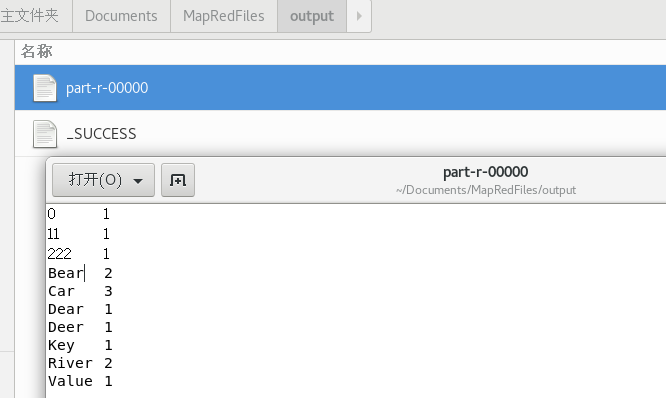 主文件夹 Documents MapRedFiles output
名称
part-r-00000
_SUCCESS
打开(O) part-r-00000
~/Documents/MapRedFiles/output
0 1
11 1
222 1
Bear 2
Car 3
Dear 1
Deer 1
Key 1
River 2
Value 1